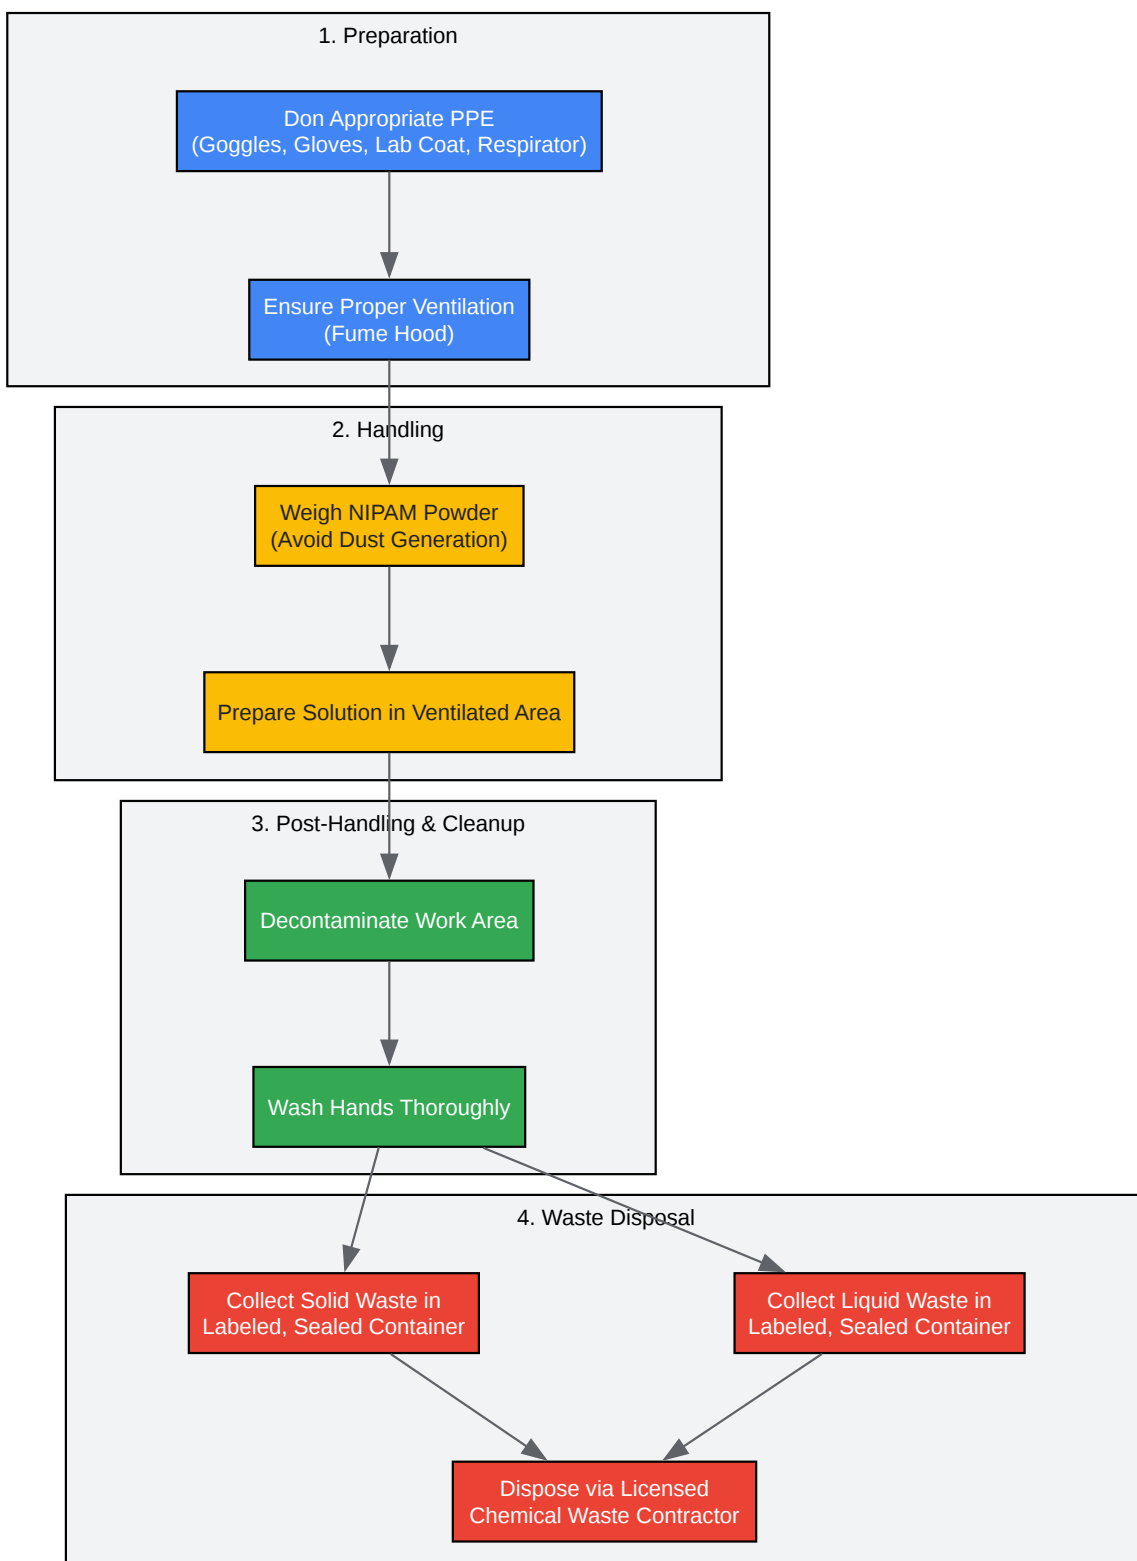 1. Preparation
Don Appropriate PPE
(Goggles, Gloves, Lab Coat, Respirator)
Ensure Proper Ventilation
(Fume Hood)
2. Handling
Weigh NIPAM Powder
(Avoid Dust Generation)
Prepare Solution in Ventilated Area
3. Post-Handling & Cleanup
Decontaminate Work Area
Wash Hands Thoroughly
4. Waste Disposal
Collect Solid Waste in
Labeled, Sealed Container
Collect Liquid Waste in
Labeled, Sealed Container
Dispose via Licensed
Chemical Waste Contractor